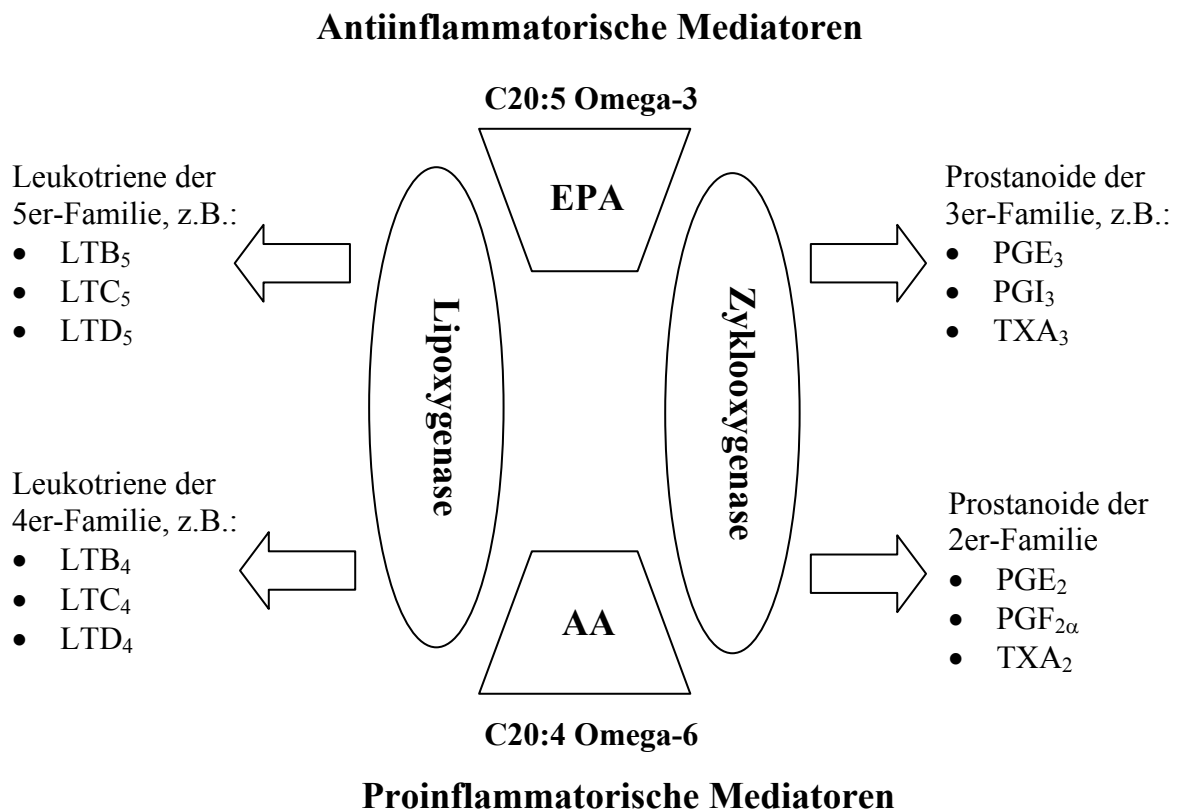 Antiinflammatorische Mediatoren
C20:5 Omega-3
EPA
Leukotriene der
5er-Familie, z.B.:
• LTB₅
• LTC₅
• LTD₅
Prostanoide der
3er-Familie, z.B.:
• PGE₃
• PGI₃
• TXA₃
Lipoxygenase
Zyklooxygenase
Leukotriene der
4er-Familie, z.B.:
• LTB₄
• LTC₄
• LTD₄
Prostanoide der
2er-Familie
• PGE₂
• PGF₂α
• TXA₂
AA
C20:4 Omega-6
Proinflammatorische Mediatoren